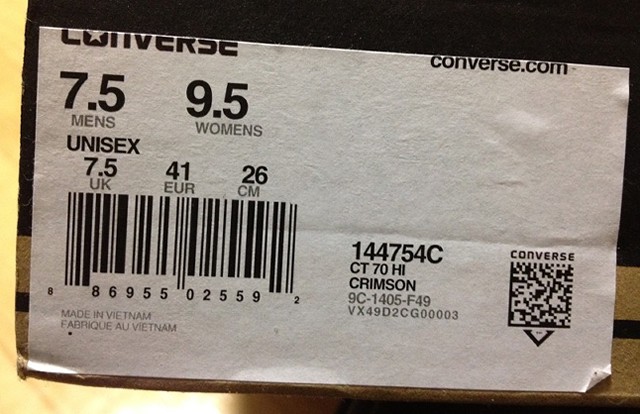 CONVERSE
converse.com
7.5 9.5
MENS WOMENS
UNISEX
7.5 41 26
UK EUR CM
8 86955 02559 2
MADE IN VIETNAM
FABRIQUE AU VIETNAM
144754C
CT 70 HI
CRIMSON
9C-1405-F49
VX49D2CG00003
CONVERSE